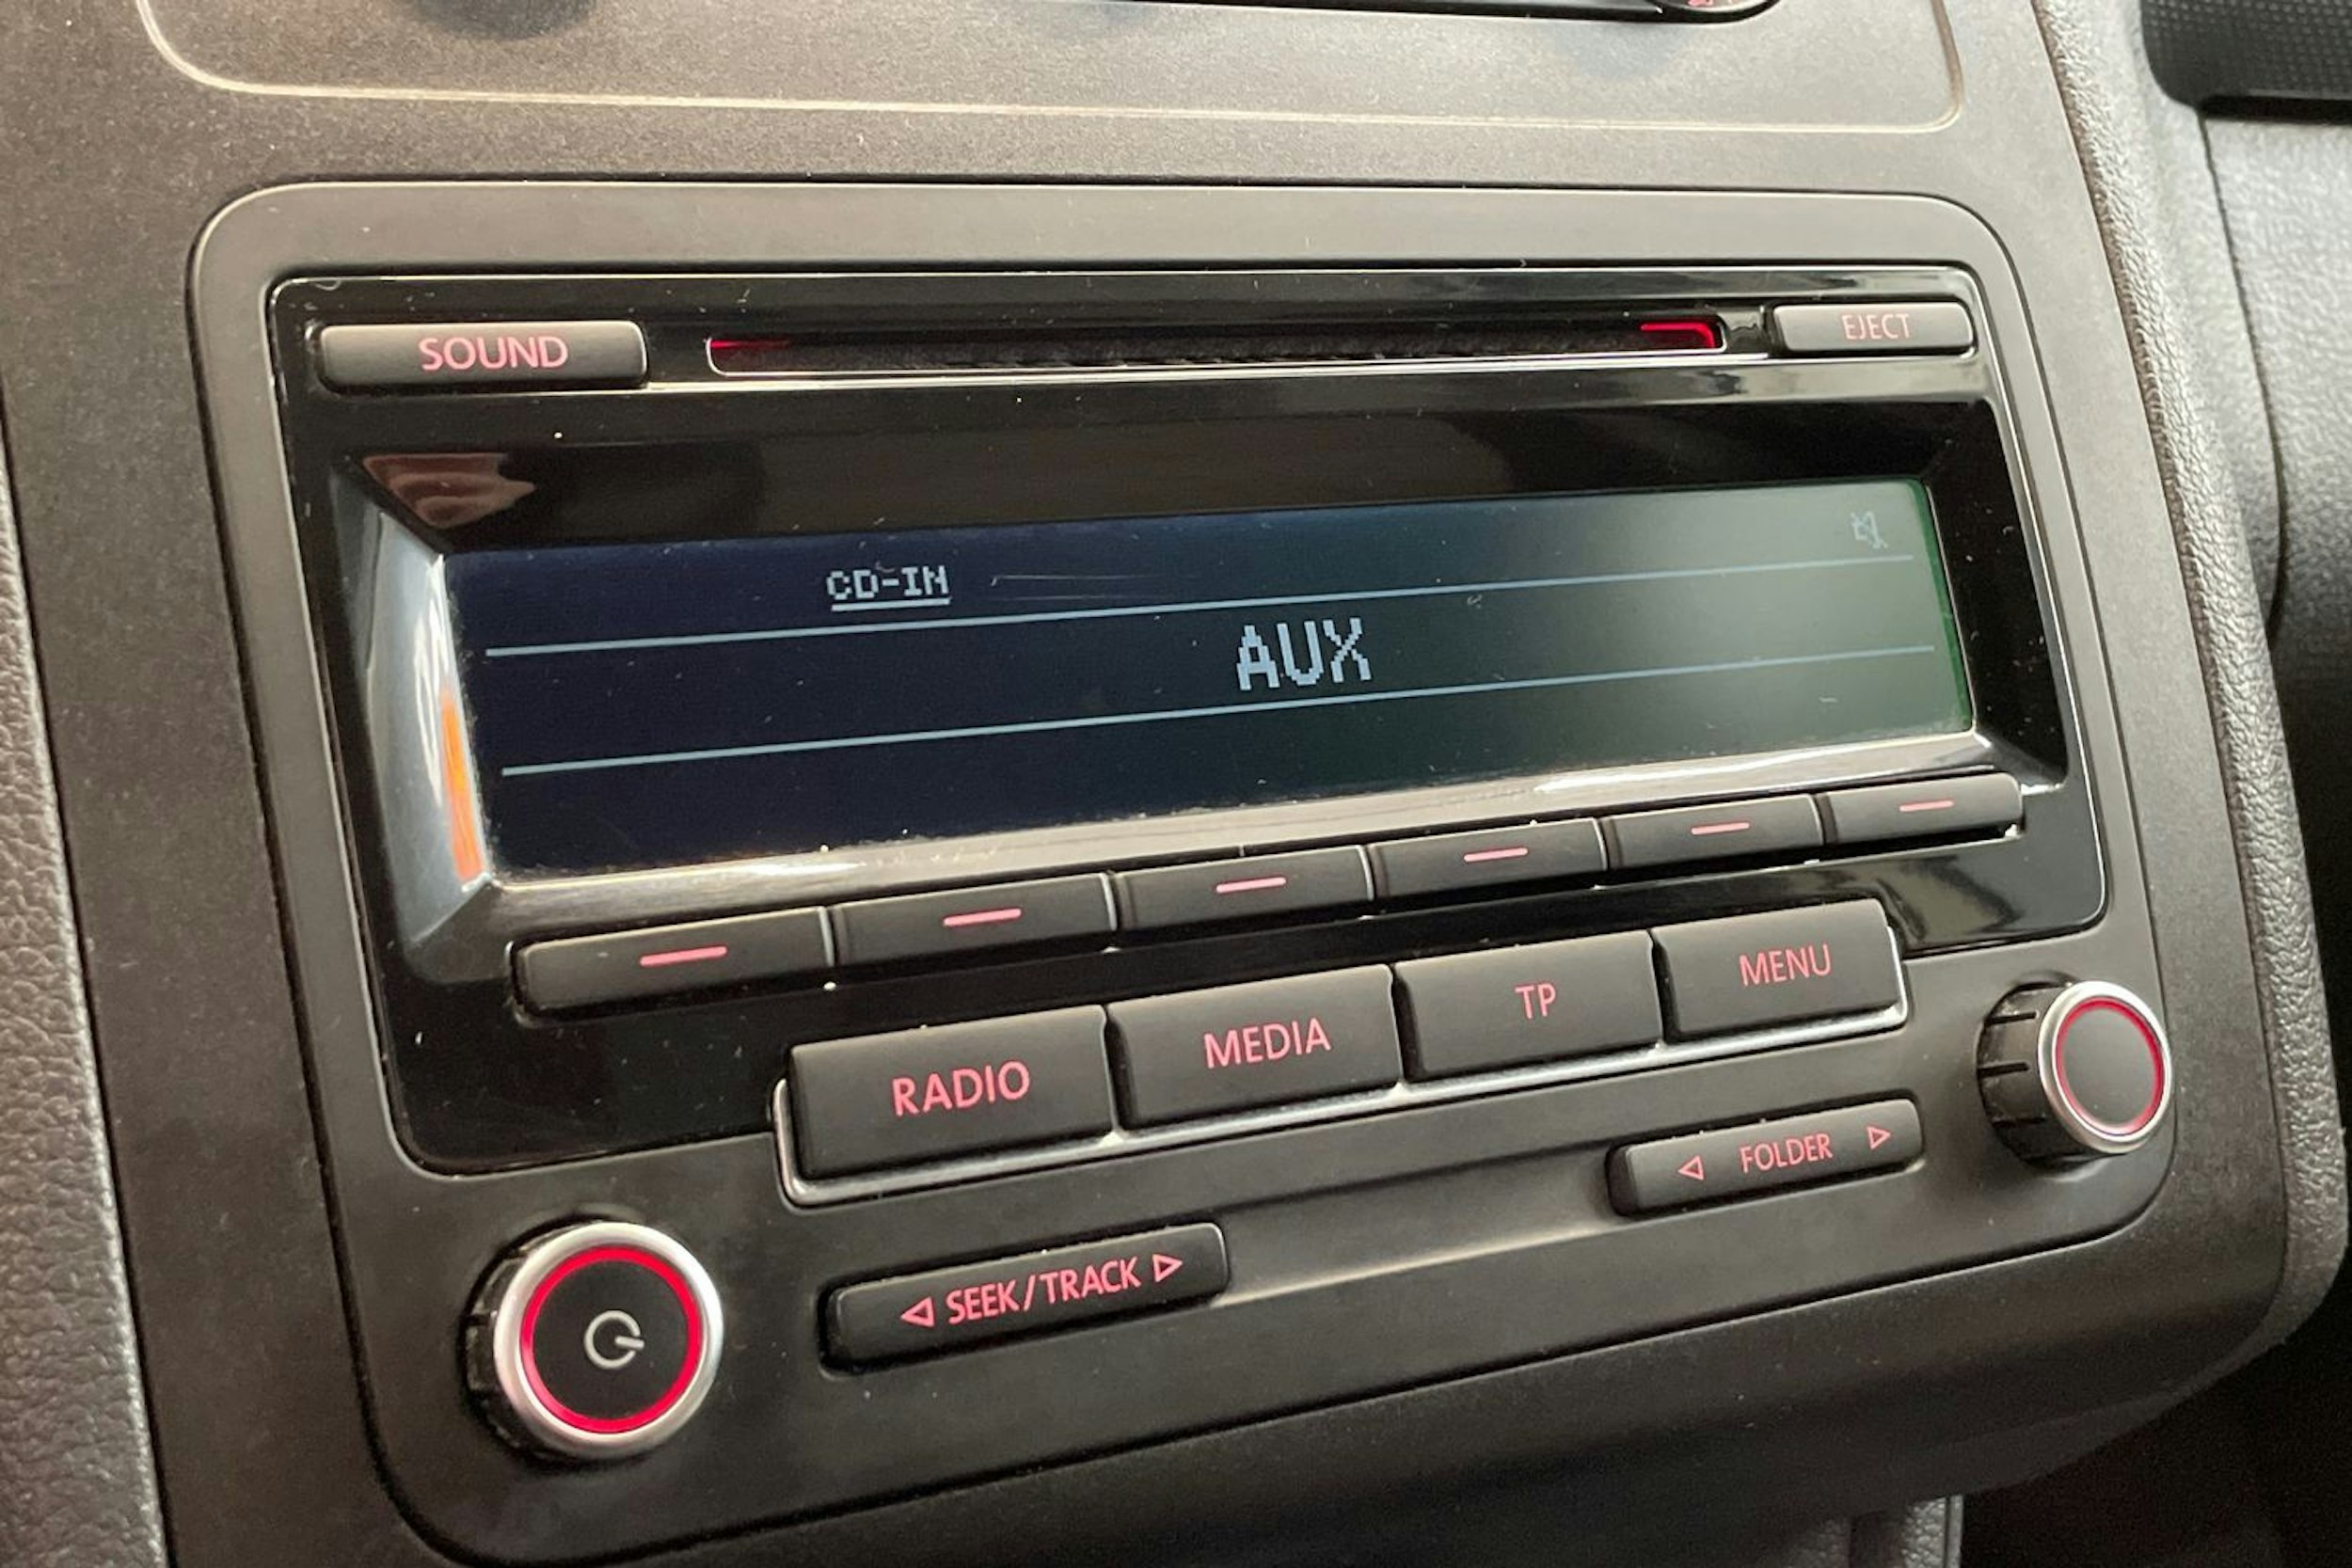 SOUND
EJECT
CD-IN
AUX
RADIO
MEDIA
TP
MENU
FOLDER
SEEK/TRACK